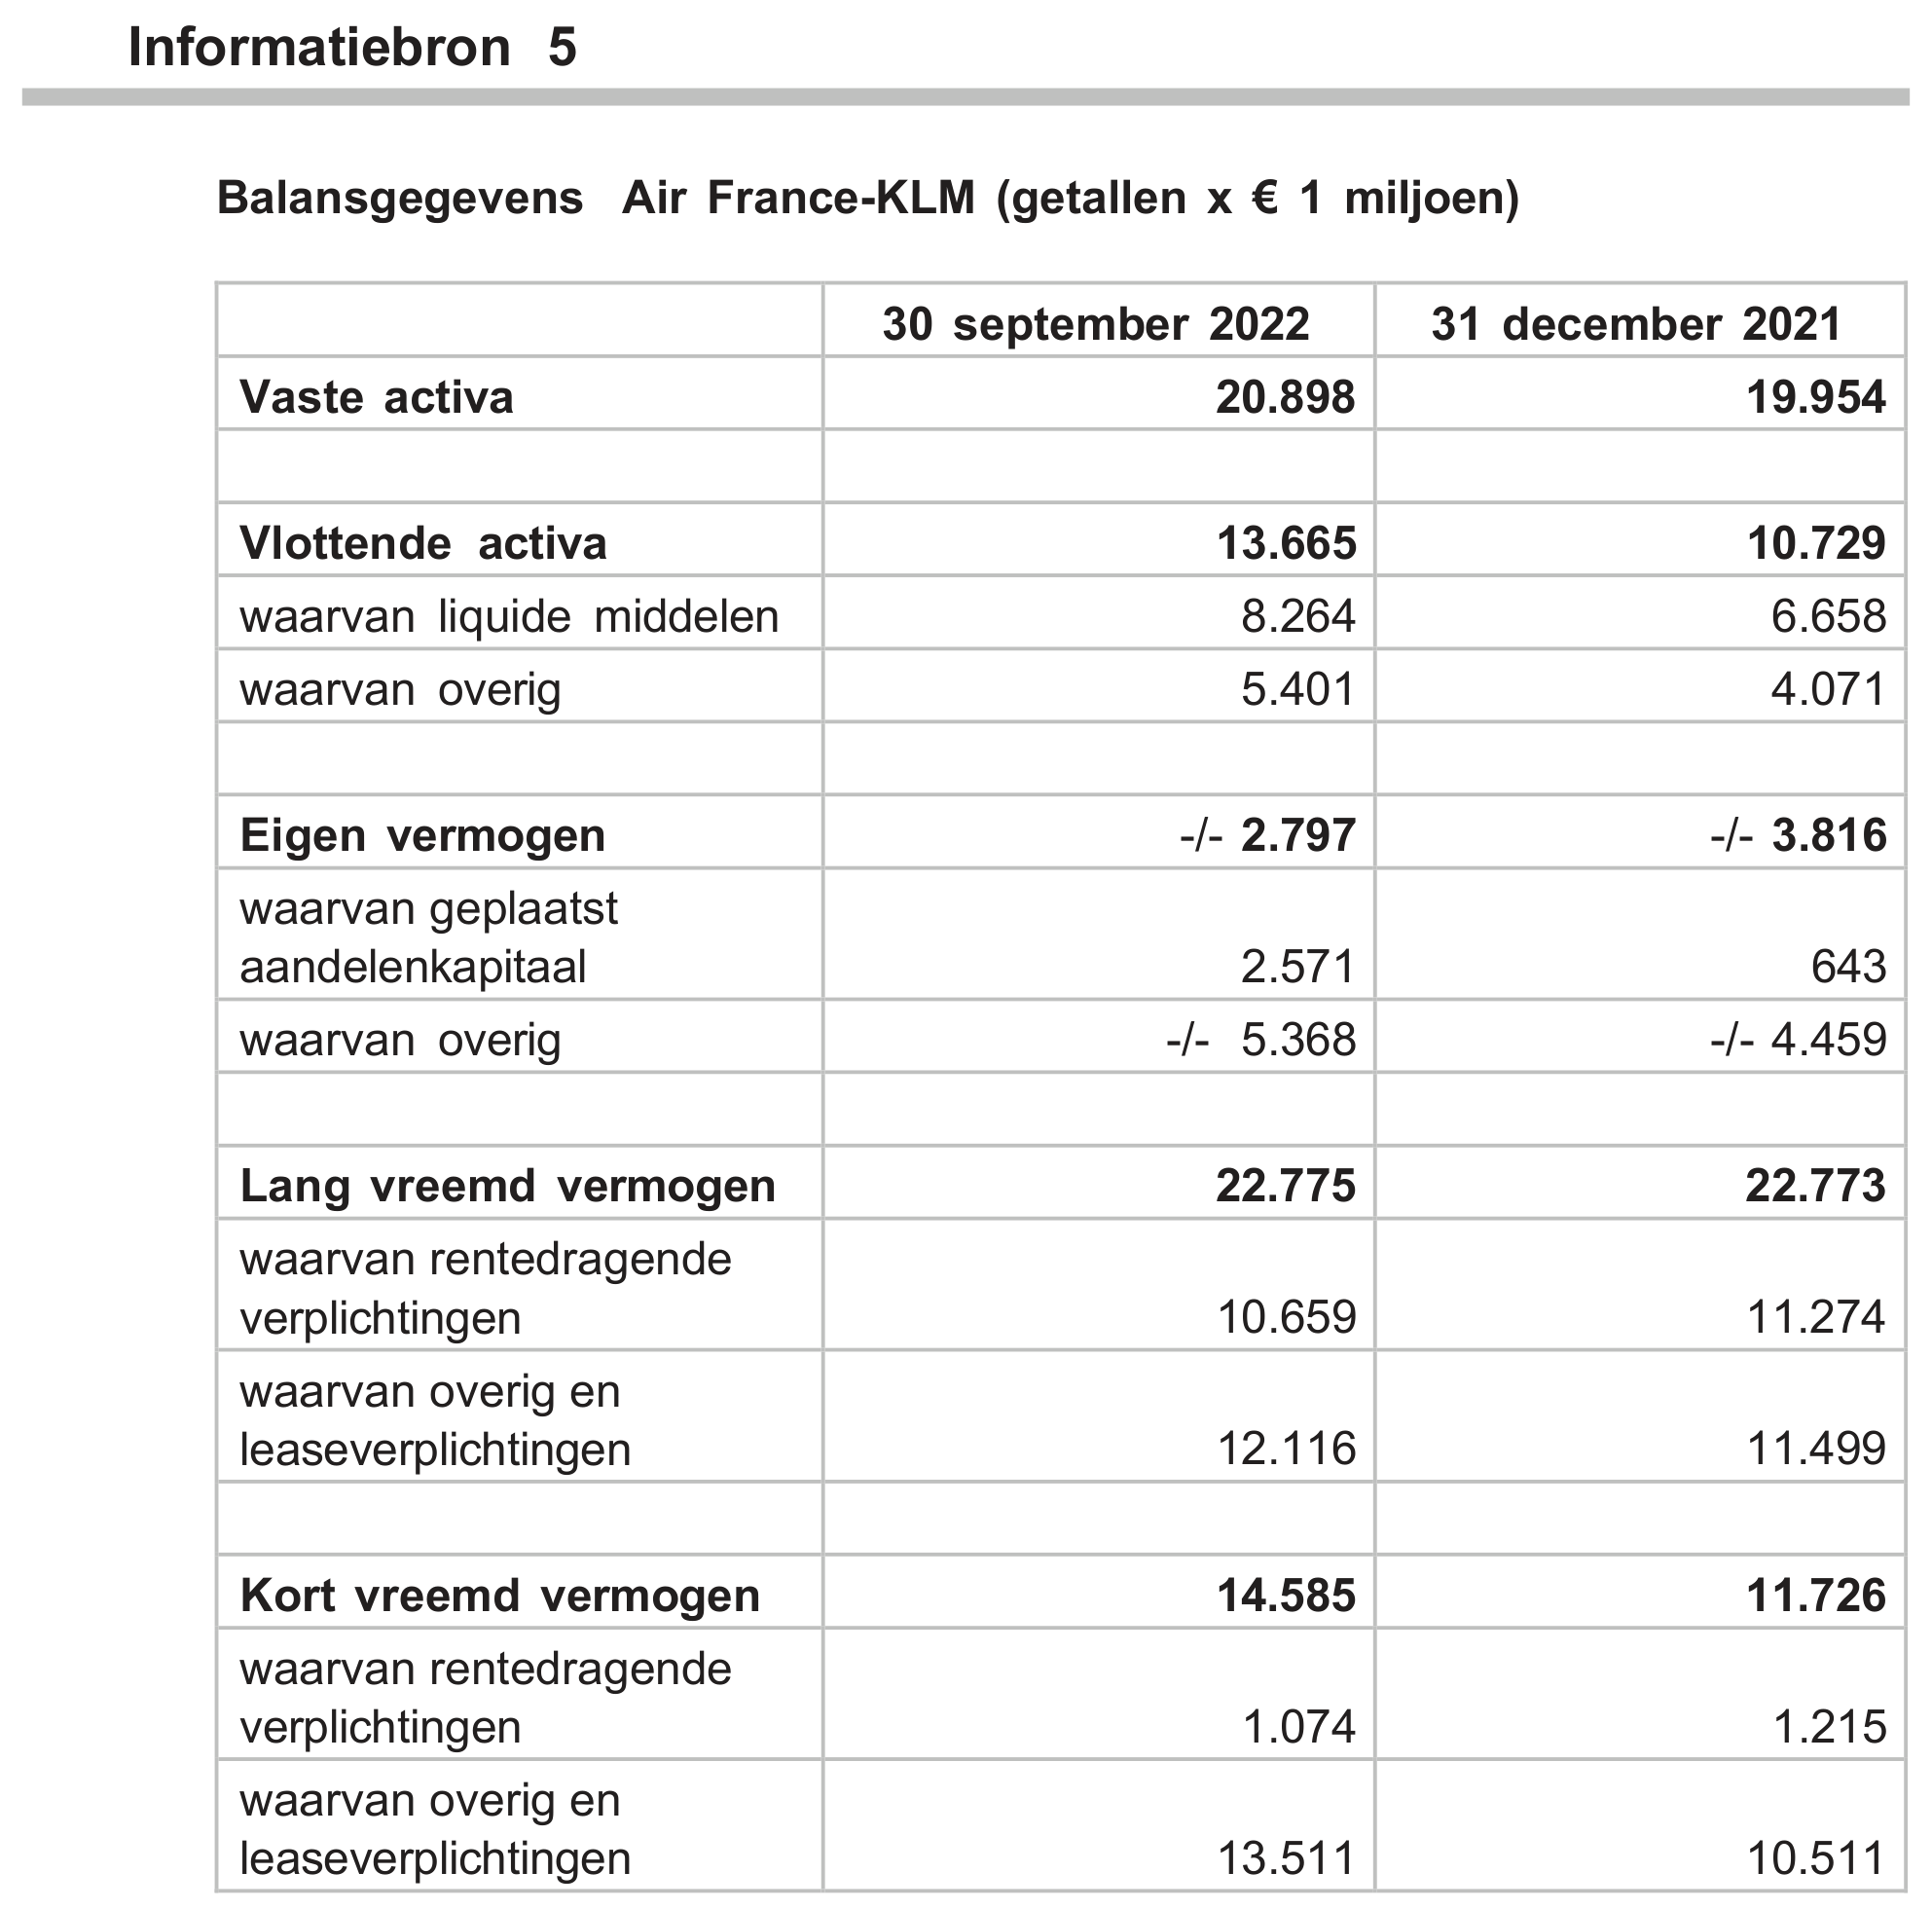 Informatiebron 5
Balansgegevens Air France-KLM (getallen x € 1 miljoen)
30 september 2022 31 december 2021
Vaste activa 20.898 19.954
Vlottende activa 13.665 10.729
waarvan liquide middelen 8.264 6.658
waarvan overig 5.401 4.071
Eigen vermogen -/- 2.797 -/- 3.816
waarvan geplaatst
aandelenkapitaal 2.571 643
waarvan overig -/- 5.368 -/- 4.459
Lang vreemd vermogen 22.775 22.773
waarvan rentedragende
verplichtingen 10.659 11.274
waarvan overig en
leaseverplichtingen 12.116 11.499
Kort vreemd vermogen 14.585 11.726
waarvan rentedragende
verplichtingen 1.074 1.215
waarvan overig en
leaseverplichtingen 13.511 10.511